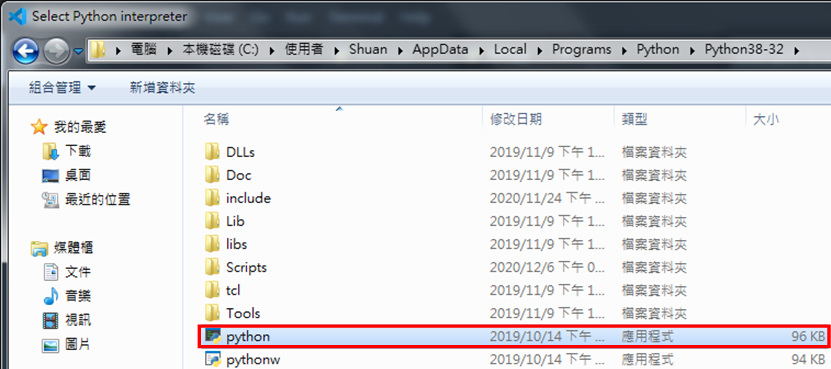 Select Python interpreter
電腦 本機磁碟 (C:) 使用者 Shuan AppData Local Programs Python Python38-32
組合管理 新增資料夾
名稱 修改日期 類型 大小
我的最愛
下載
桌面
最近的位置
媒體櫃
文件
音樂
視訊
圖片
DLLs 2019/11/9 下午 1... 檔案資料夾
Doc 2019/11/9 下午 1... 檔案資料夾
include 2020/11/24 下午 ... 檔案資料夾
Lib 2019/11/9 下午 1... 檔案資料夾
libs 2019/11/9 下午 1... 檔案資料夾
Scripts 2020/12/6 下午 0... 檔案資料夾
tcl 2019/11/9 下午 1... 檔案資料夾
Tools 2019/11/9 下午 1... 檔案資料夾
python 2019/10/14 下午 ... 應用程式 96 KB
pythonw 2019/10/14 下午 ... 應用程式 94 KB